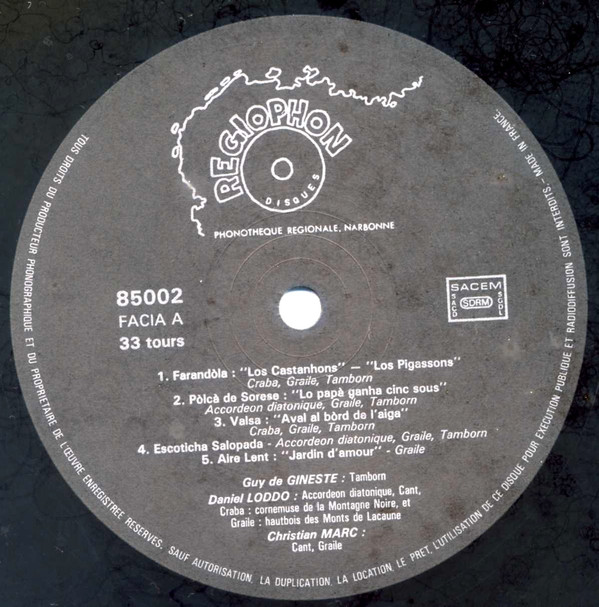 REGIOPHON
DISQUES
PHONOTHEQUE REGIONALE, NARBONNE
85002
FACIA A
33 tours
SACEM
SACD
SDRM
SGDL
1. Farandòla : "Los Castanhons" — "Los Pigassons"
Craba, Graile, Tamborn
2. Pòlcà de Sorese : "Lo papà ganha cinc sous"
Accordeon diatonique, Graile, Tamborn
3. Valsa : "Aval al bòrd de l'aiga"
Craba, Graile, Tamborn
4. Escoticha Salopada - Accordeon diatonique, Graile, Tamborn
5. Aire Lent : "Jardin d'amour" - Graile
Guy de GINESTE : Tamborn
Daniel LODDO : Accordeon diatonique, Cant,
Craba : cornemuse de la Montagne Noire, et
Graile : hautbois des Monts de Lacaune
Christian MARC :
Cant, Graile
TOUS DROITS DU PRODUCTEUR PHONOGRAPHIQUE ET DU PROPRIETAIRE DE L'ŒUVRE ENREGISTREE RESERVES, SAUF AUTORISATION, LA DUPLICATION, LA LOCATION, LE PRET, L'UTILISATION DE CE DISQUE POUR EXECUTION PUBLIQUE ET RADIODIFFUSION SONT INTERDITS - MADE IN FRANCE.